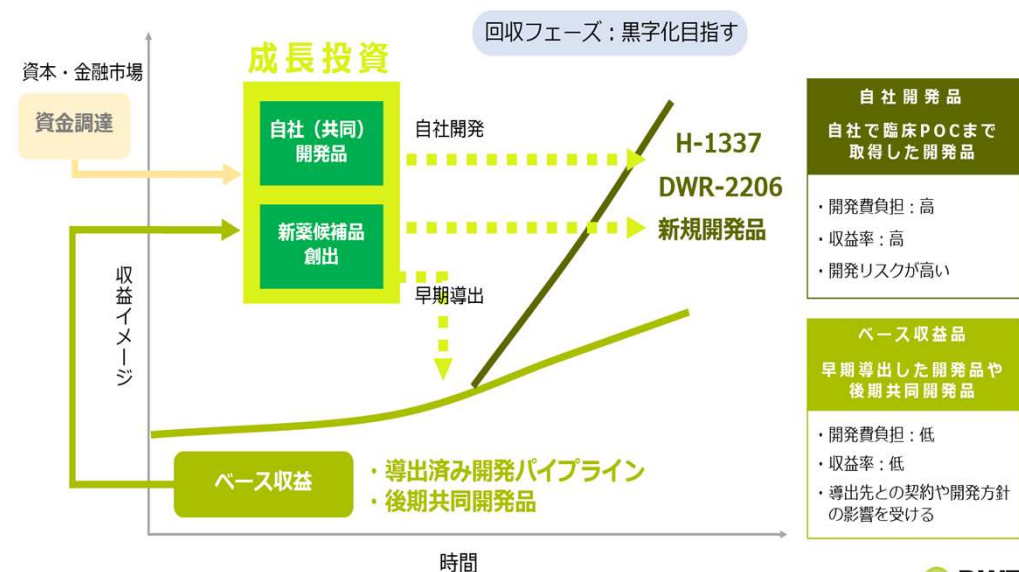 回収フェーズ：黒字化目指す
資本・金融市場
資金調達
成長投資
自社（共同）
開発品
新薬候補品
創出
自社開発
早期導出
H-1337
DWR-2206
新規開発品
収益イメージ
ベース収益
・導出済み開発パイプライン
・後期共同開発品
時間
自社開発品
自社で臨床POCまで
取得した開発品
・開発費負担：高
・収益率：高
・開発リスクが高い
ベース収益品
早期導出した開発品や
後期共同開発品
・開発費負担：低
・収益率：低
・導出先との契約や開発方針
の影響を受ける